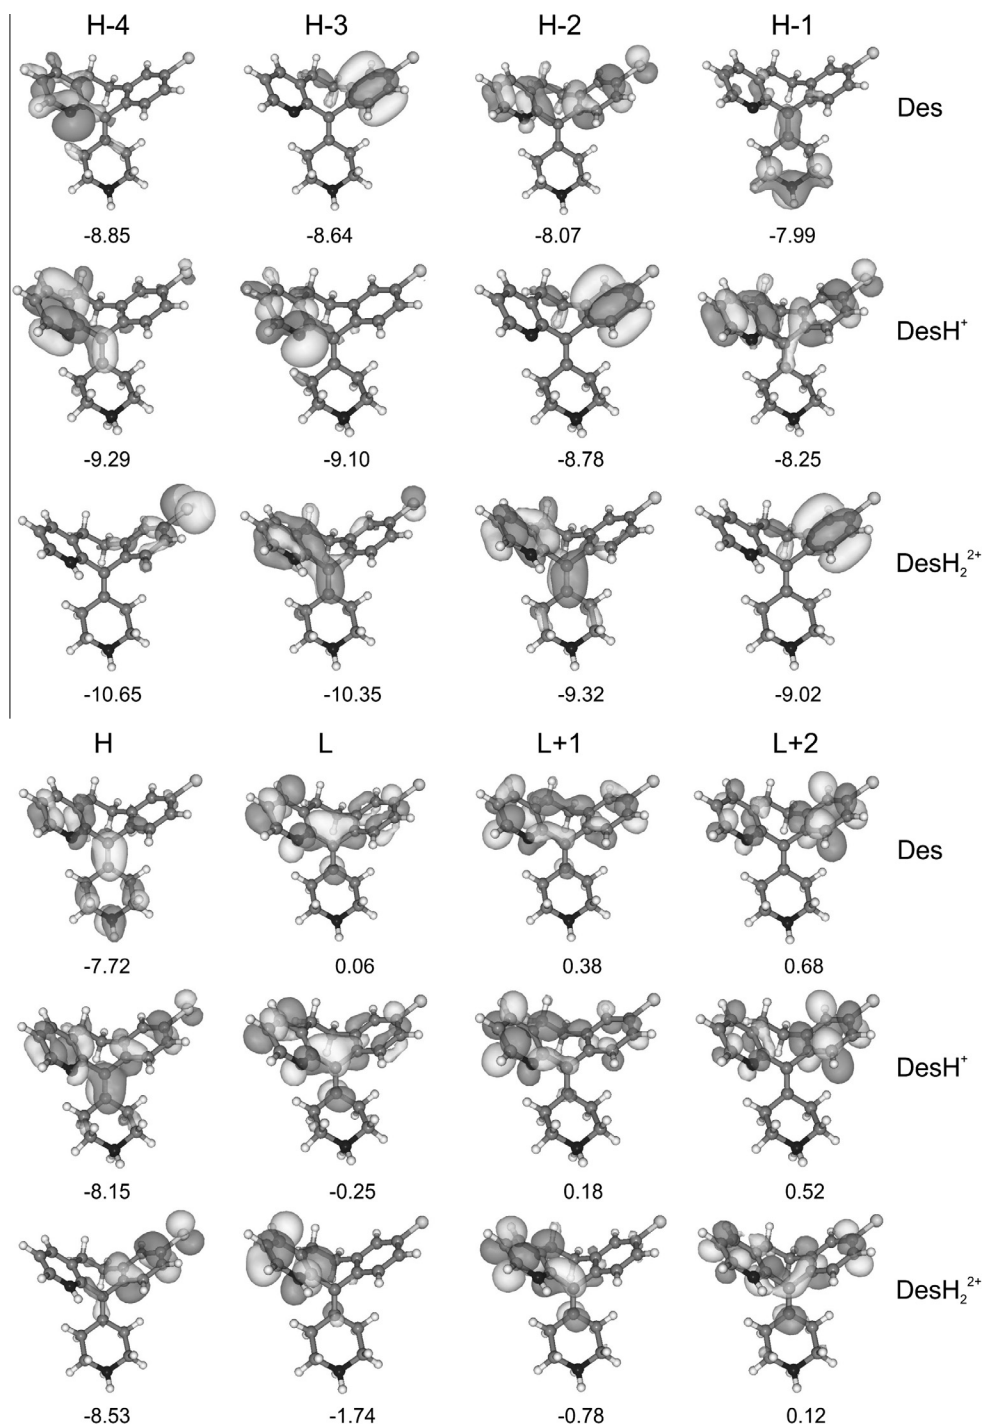 H-4 H-3 H-2 H-1
Des
-8.85 -8.64 -8.07 -7.99
DesH⁺
-9.29 -9.10 -8.78 -8.25
DesH₂²⁺
-10.65 -10.35 -9.32 -9.02
H L L+1 L+2
Des
-7.72 0.06 0.38 0.68
DesH⁺
-8.15 -0.25 0.18 0.52
DesH₂²⁺
-8.53 -1.74 -0.78 0.12